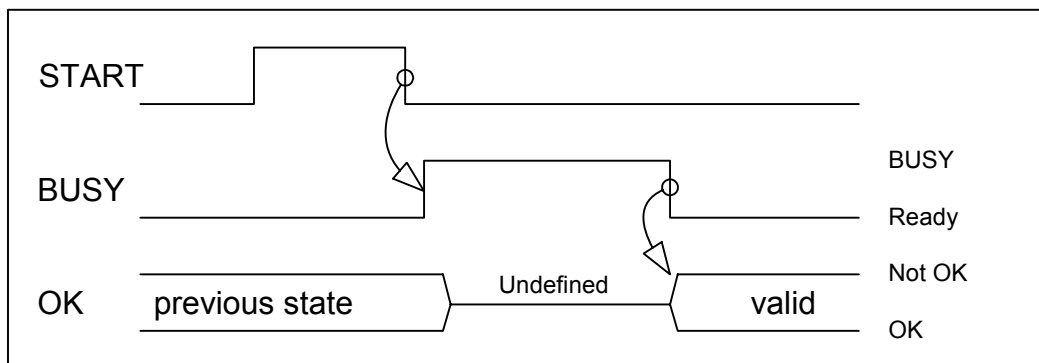 START
BUSY
BUSY
Ready
Undefined
Not OK
OK
previous state
valid
OK